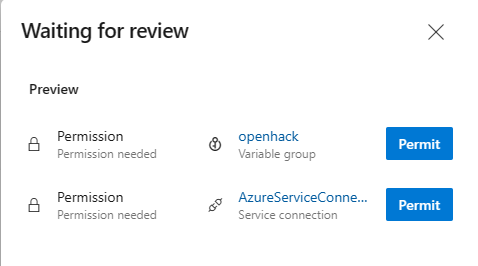 Waiting for review
Preview
Permission
Permission needed
openhack
Variable group
Permit
Permission
Permission needed
AzureServiceConne...
Service connection
Permit